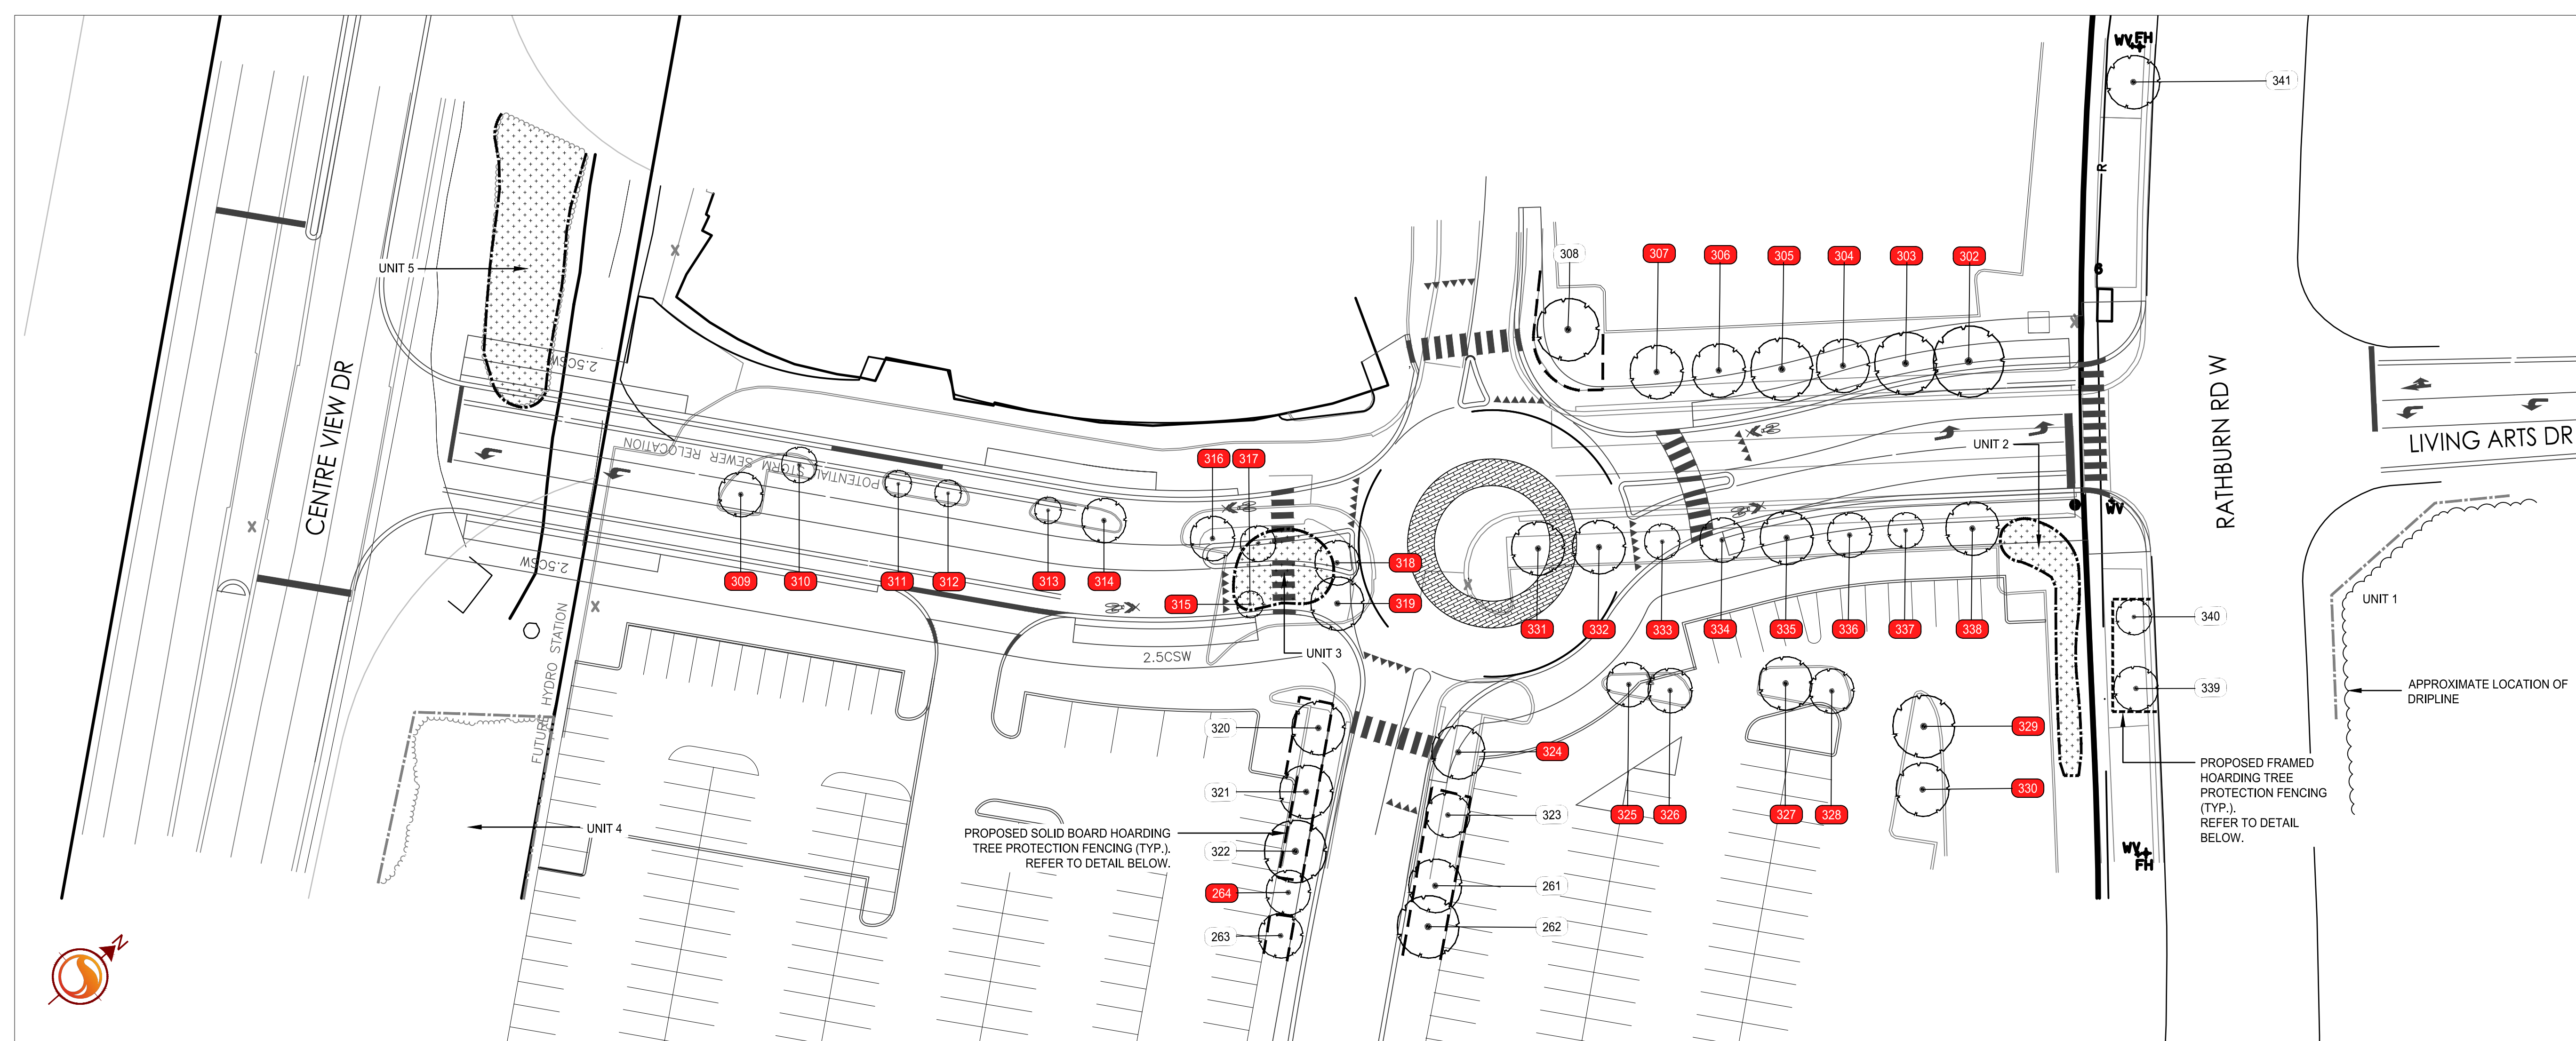 WV FH
341
R
308
307
306
305
304
303
302
UNIT 5
6
CENTRE VIEW DR
2.5CSW
POTENTIAL STORM SEWER RELOCATION
RATHBURN RD W
LIVING ARTS DR
UNIT 2
316
317
WV
309
310
311
312
313
314
315
318
319
2.5CSW
UNIT 1
331
332
333
334
335
336
337
338
340
FUTURE HYDRO STATION
2.5CSW
UNIT 3
339
APPROXIMATE LOCATION OF
DRIPLINE
320
324
329
PROPOSED FRAMED
HOARDING TREE
PROTECTION FENCING
(TYP.).
REFER TO DETAIL
BELOW.
321
330
323
325
326
327
328
UNIT 4
PROPOSED SOLID BOARD HOARDING
TREE PROTECTION FENCING (TYP.).
REFER TO DETAIL BELOW.
322
WV
FH
264
261
263
262
N